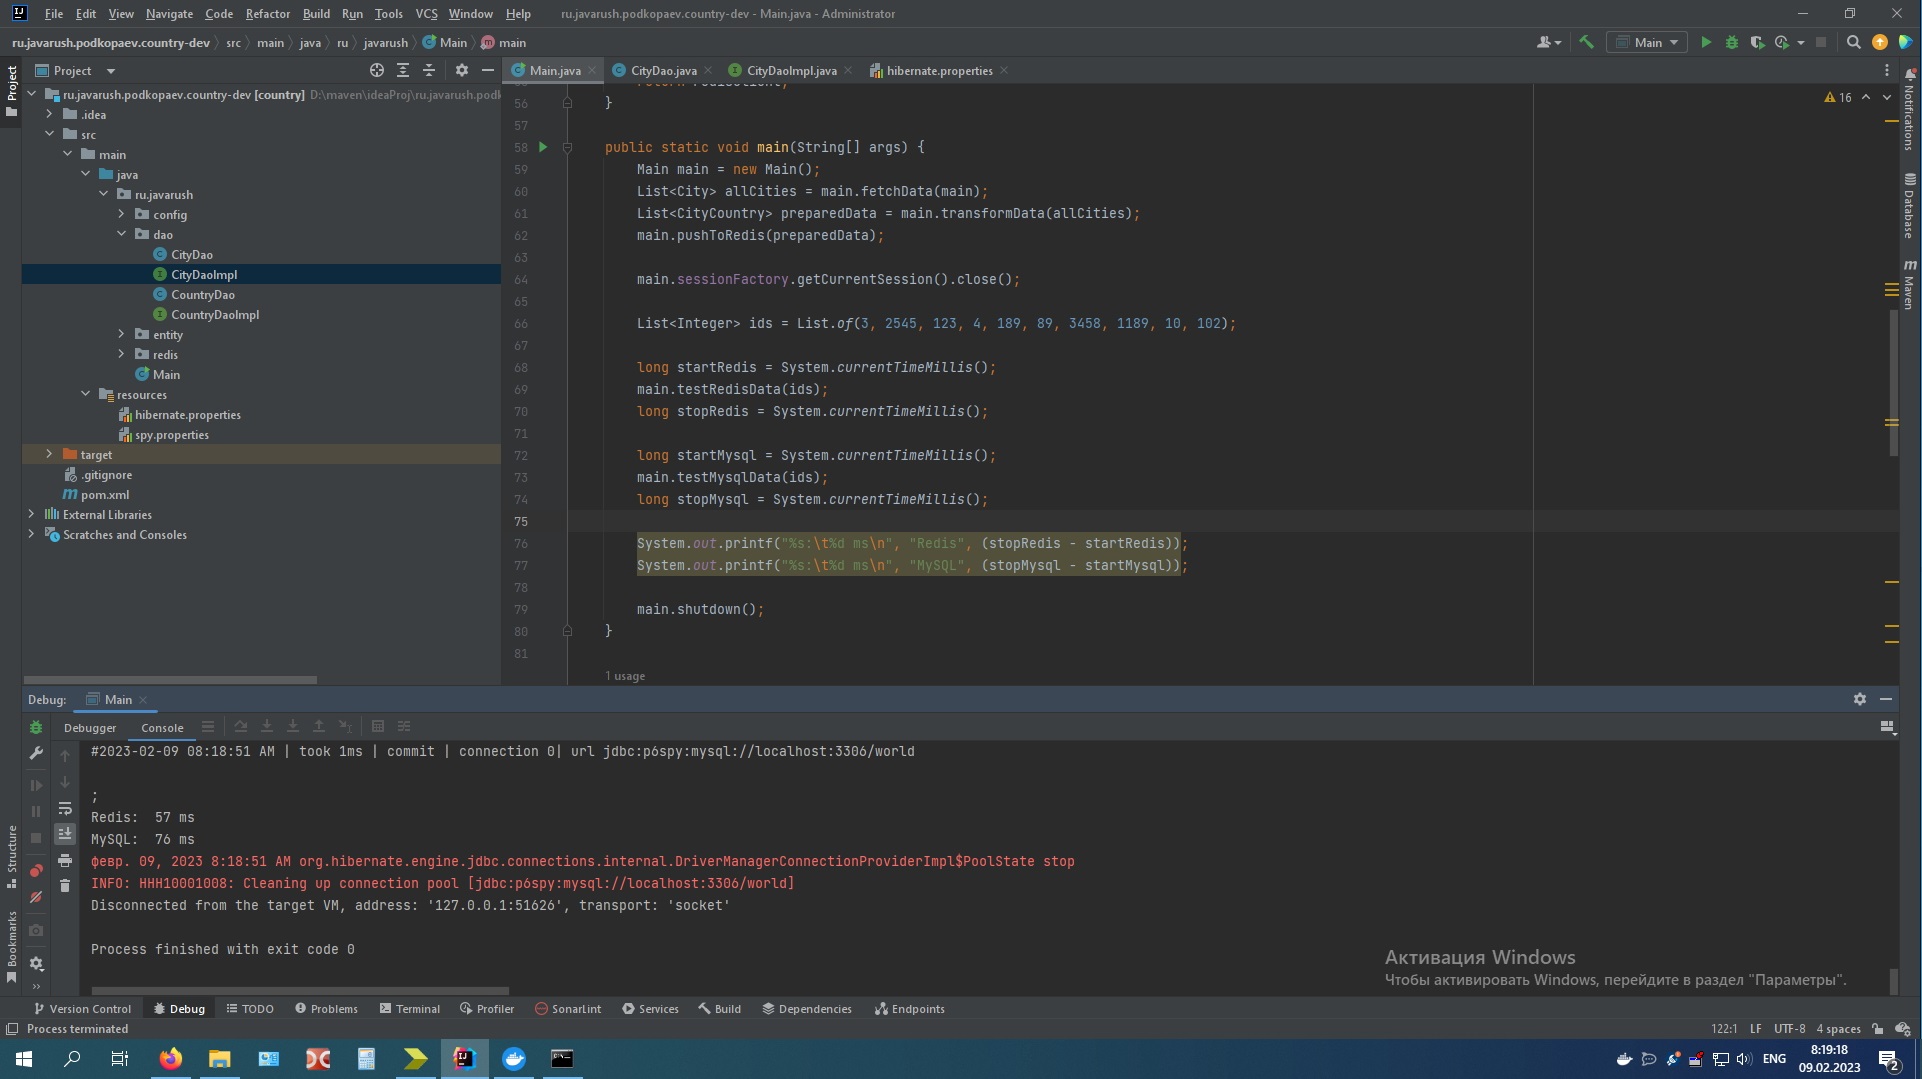 File Edit View Navigate Code Refactor Build Run Tools VCS Window Help ru.javarush.podkopaev.country-dev - Main.java - Administrator
ru.javarush.podkopaev.country-dev src main java ru javarush Main main Main
Project
Main.java CityDao.java CityDaoImpl.java hibernate.properties
ru.javarush.podkopaev.country-dev [country] D:\maven\ideaProj\ru.javarush.podk
.idea
src
main
java
ru.javarush
config
dao
CityDao
CityDaoImpl
CountryDao
CountryDaoImpl
entity
redis
Main
resources
hibernate.properties
spy.properties
target
.gitignore
pom.xml
External Libraries
Scratches and Consoles
16
56 }
57
58 public static void main(String[] args) {
59 Main main = new Main();
60 List<City> allCities = main.fetchData(main);
61 List<CityCountry> preparedData = main.transformData(allCities);
62 main.pushToRedis(preparedData);
63
64 main.sessionFactory.getCurrentSession().close();
65
66 List<Integer> ids = List.of(3, 2545, 123, 4, 189, 89, 3458, 1189, 10, 102);
67
68 long startRedis = System.currentTimeMillis();
69 main.testRedisData(ids);
70 long stopRedis = System.currentTimeMillis();
71
72 long startMysql = System.currentTimeMillis();
73 main.testMysqlData(ids);
74 long stopMysql = System.currentTimeMillis();
75
76 System.out.printf("%s:\t%d ms\n", "Redis", (stopRedis - startRedis));
77 System.out.printf("%s:\t%d ms\n", "MySQL", (stopMysql - startMysql));
78
79 main.shutdown();
80 }
81
1 usage
Project
Structure
Bookmarks
Notifications
Database
Maven
Debug: Main
Debugger Console
#2023-02-09 08:18:51 AM | took 1ms | commit | connection 0| url jdbc:p6spy:mysql://localhost:3306/world
;
Redis: 57 ms
MySQL: 76 ms
февр. 09, 2023 8:18:51 AM org.hibernate.engine.jdbc.connections.internal.DriverManagerConnectionProviderImpl$PoolState stop
INFO: HHH10001008: Cleaning up connection pool [jdbc:p6spy:mysql://localhost:3306/world]
Disconnected from the target VM, address: '127.0.0.1:51626', transport: 'socket'
Process finished with exit code 0
Активация Windows
Чтобы активировать Windows, перейдите в раздел "Параметры".
Version Control Debug TODO Problems Terminal Profiler SonarLint Services Build Dependencies Endpoints
Process terminated 122:1 LF UTF-8 4 spaces
ENG 8:19:18
09.02.2023 2